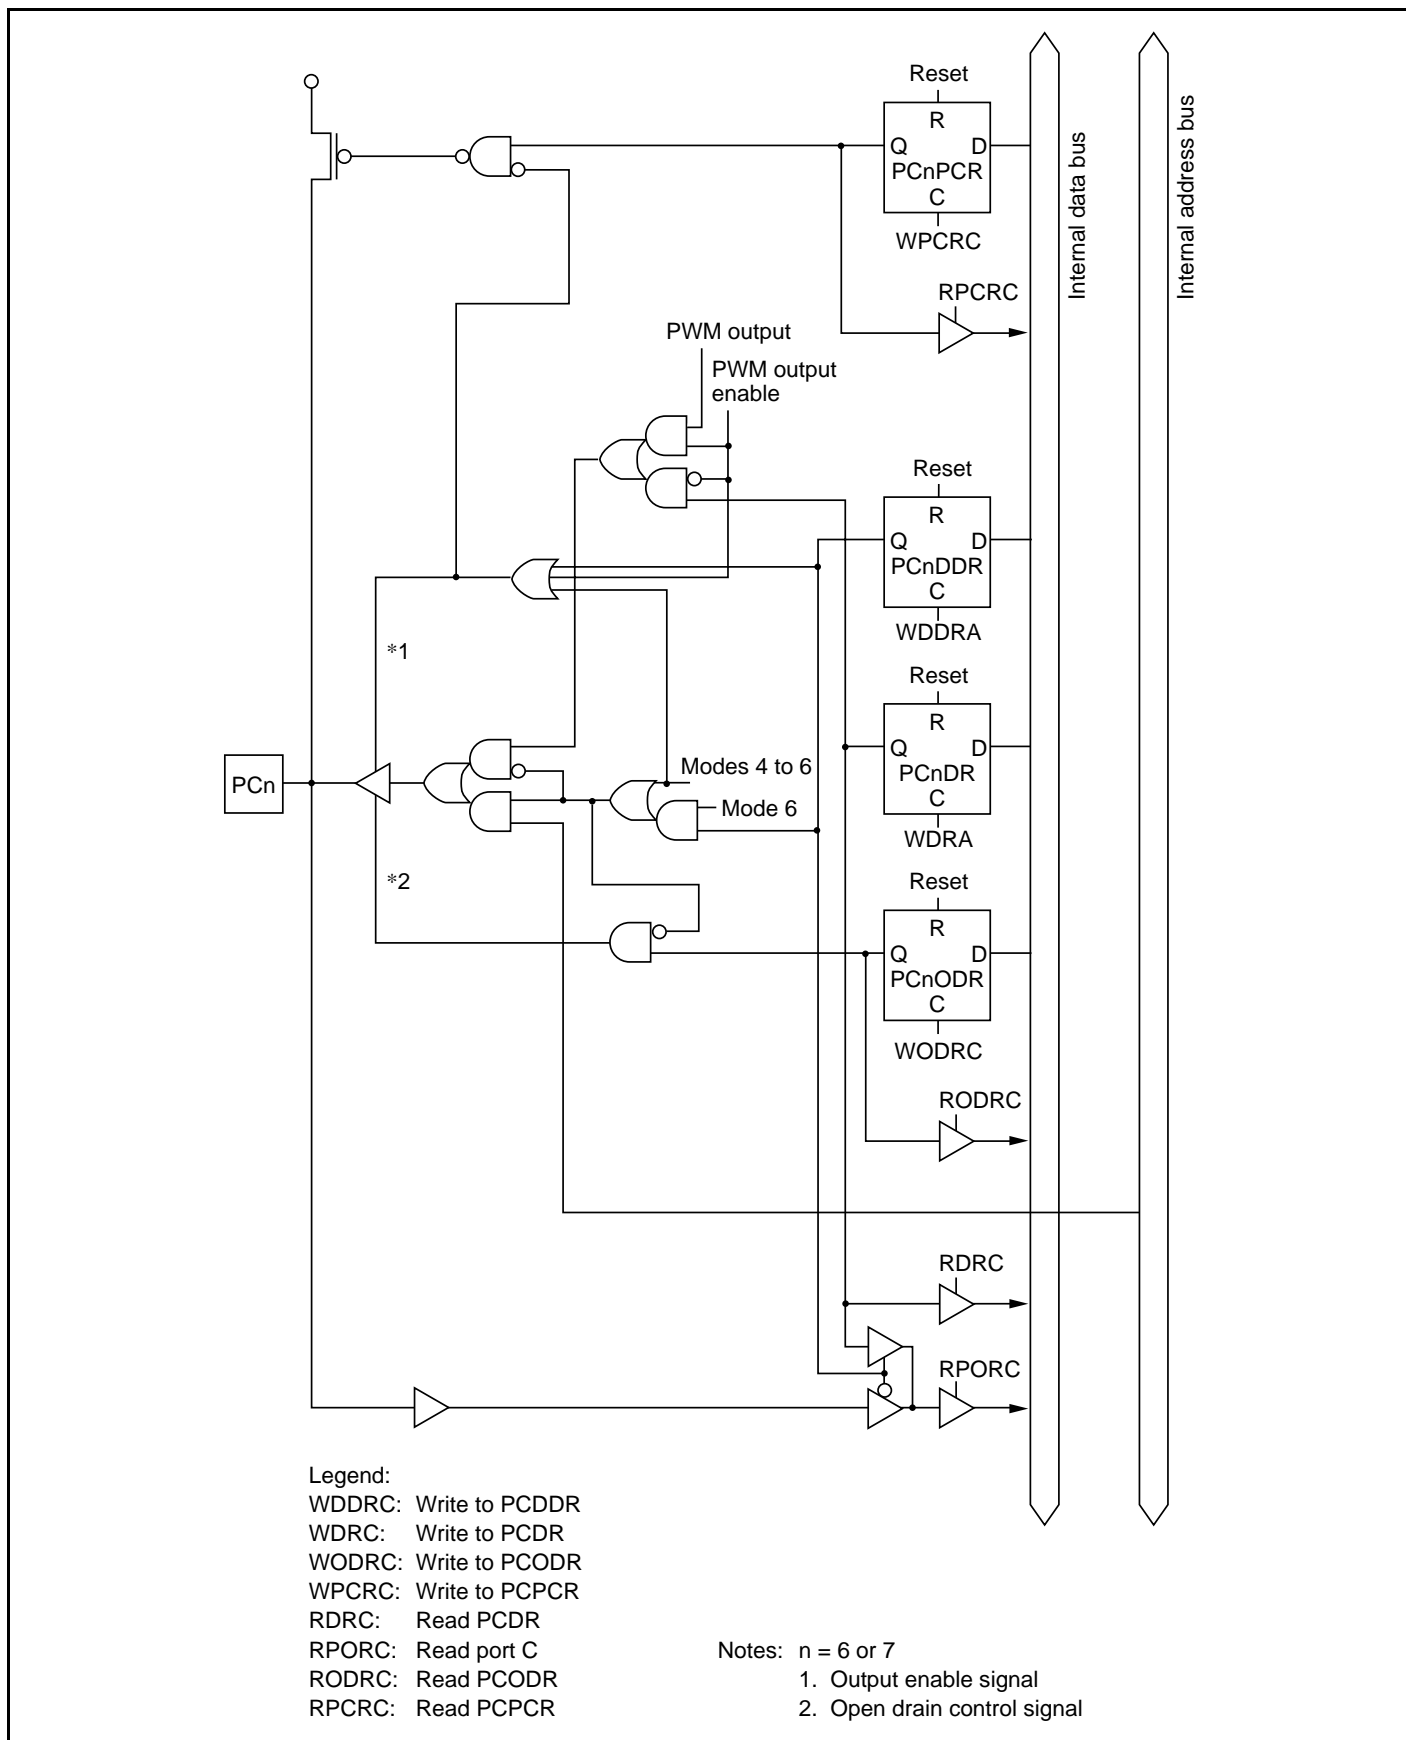 Reset
R
Q D
PCnPCR
C
WPCRC
Internal data bus
Internal address bus
RPCRC
PWM output
PWM output
enable
Reset
R
Q D
PCnDDR
C
WDDRA
*1
Reset
R
Q D
PCnDR
C
WDRA
PCn
Modes 4 to 6
Mode 6
*2
Reset
R
Q D
PCnODR
C
WODRC
RODRC
RDRC
RPORC
Legend:
WDDRC: Write to PCDDR
WDRC: Write to PCDR
WODRC: Write to PCODR
WPCRC: Write to PCPCR
RDRC: Read PCDR
RPORC: Read port C
RODRC: Read PCODR
RPCRC: Read PCPCR
Notes: n = 6 or 7
1. Output enable signal
2. Open drain control signal